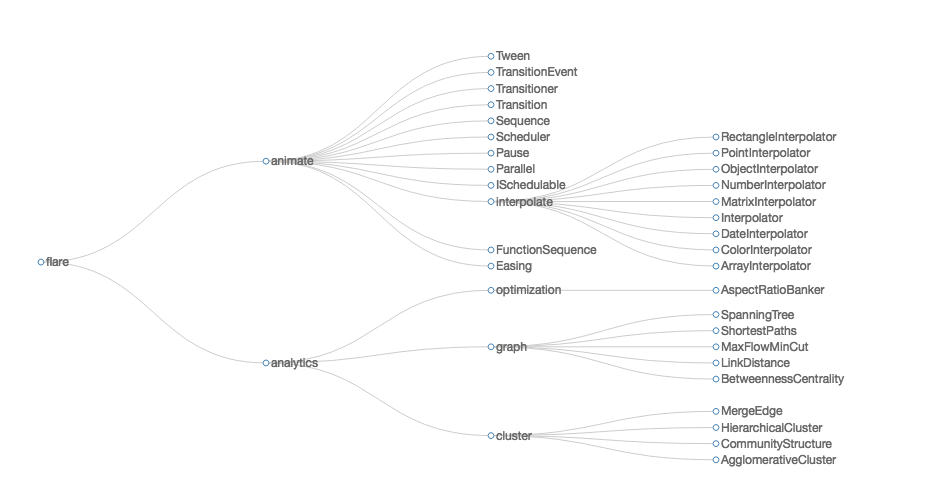 Tween
TransitionEvent
Transitioner
Transition
Sequence
Scheduler
RectangleInterpolator
Pause
PointInterpolator
animate
Parallel
ObjectInterpolator
ISchedulable
NumberInterpolator
interpolate
MatrixInterpolator
Interpolator
DateInterpolator
FunctionSequence
ColorInterpolator
flare
Easing
ArrayInterpolator
optimization
AspectRatioBanker
SpanningTree
ShortestPaths
graph
MaxFlowMinCut
analytics
LinkDistance
BetweennessCentrality
MergeEdge
HierarchicalCluster
cluster
CommunityStructure
AgglomerativeCluster